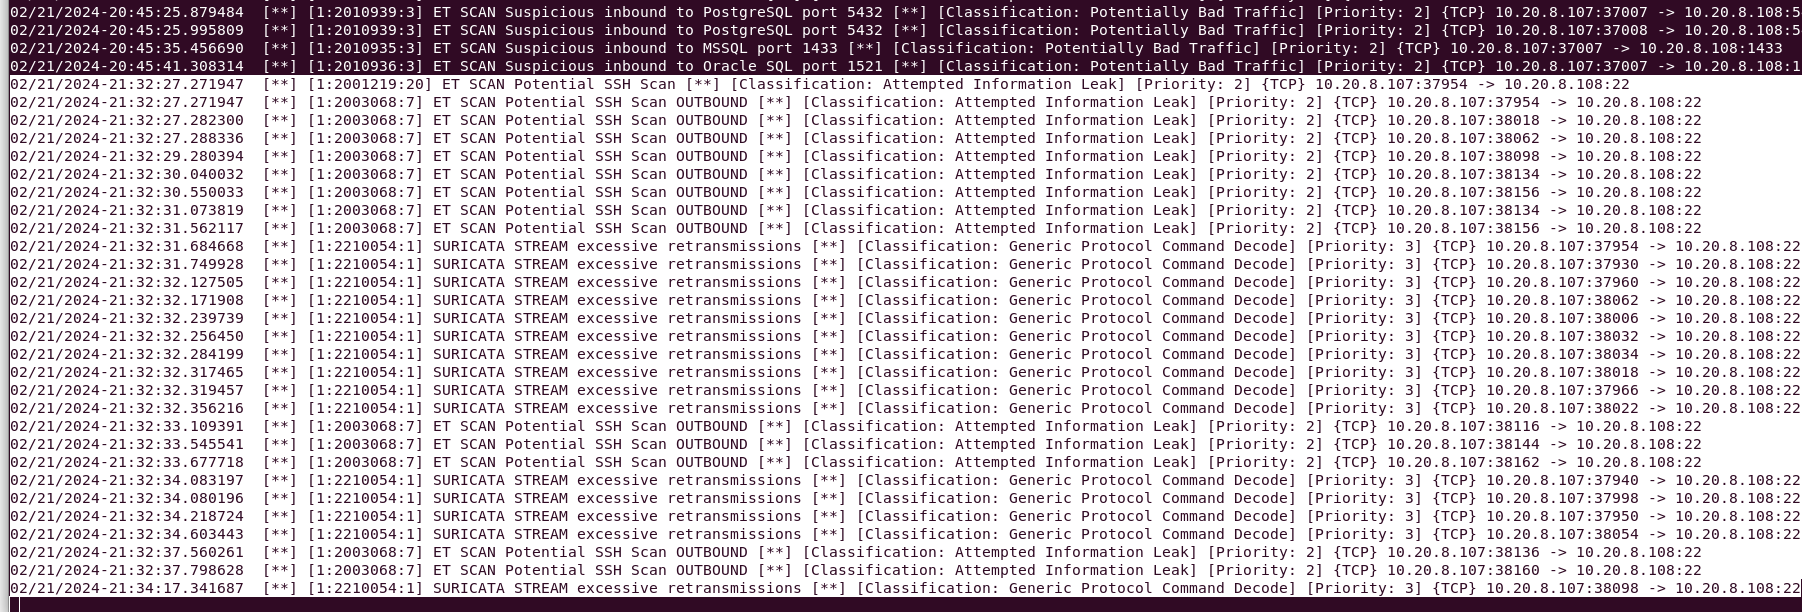 02/21/2024-20:45:25.879484  [**] [1:2010939:3] ET SCAN Suspicious inbound to PostgreSQL port 5432 [**] [Classification: Potentially Bad Traffic] [Priority: 2] {TCP} 10.20.8.107:37007 -> 10.20.8.108:5
02/21/2024-20:45:25.995809  [**] [1:2010939:3] ET SCAN Suspicious inbound to PostgreSQL port 5432 [**] [Classification: Potentially Bad Traffic] [Priority: 2] {TCP} 10.20.8.107:37008 -> 10.20.8.108:5
02/21/2024-20:45:35.456690  [**] [1:2010935:3] ET SCAN Suspicious inbound to MSSQL port 1433 [**] [Classification: Potentially Bad Traffic] [Priority: 2] {TCP} 10.20.8.107:37007 -> 10.20.8.108:1433
02/21/2024-20:45:41.308314  [**] [1:2010936:3] ET SCAN Suspicious inbound to Oracle SQL port 1521 [**] [Classification: Potentially Bad Traffic] [Priority: 2] {TCP} 10.20.8.107:37007 -> 10.20.8.108:1
02/21/2024-21:32:27.271947  [**] [1:2001219:20] ET SCAN Potential SSH Scan [**] [Classification: Attempted Information Leak] [Priority: 2] {TCP} 10.20.8.107:37954 -> 10.20.8.108:22
02/21/2024-21:32:27.271947  [**] [1:2003068:7] ET SCAN Potential SSH Scan OUTBOUND [**] [Classification: Attempted Information Leak] [Priority: 2] {TCP} 10.20.8.107:37954 -> 10.20.8.108:22
02/21/2024-21:32:27.282300  [**] [1:2003068:7] ET SCAN Potential SSH Scan OUTBOUND [**] [Classification: Attempted Information Leak] [Priority: 2] {TCP} 10.20.8.107:38018 -> 10.20.8.108:22
02/21/2024-21:32:27.288336  [**] [1:2003068:7] ET SCAN Potential SSH Scan OUTBOUND [**] [Classification: Attempted Information Leak] [Priority: 2] {TCP} 10.20.8.107:38062 -> 10.20.8.108:22
02/21/2024-21:32:29.280394  [**] [1:2003068:7] ET SCAN Potential SSH Scan OUTBOUND [**] [Classification: Attempted Information Leak] [Priority: 2] {TCP} 10.20.8.107:38098 -> 10.20.8.108:22
02/21/2024-21:32:30.040032  [**] [1:2003068:7] ET SCAN Potential SSH Scan OUTBOUND [**] [Classification: Attempted Information Leak] [Priority: 2] {TCP} 10.20.8.107:38134 -> 10.20.8.108:22
02/21/2024-21:32:30.550033  [**] [1:2003068:7] ET SCAN Potential SSH Scan OUTBOUND [**] [Classification: Attempted Information Leak] [Priority: 2] {TCP} 10.20.8.107:38156 -> 10.20.8.108:22
02/21/2024-21:32:31.073819  [**] [1:2003068:7] ET SCAN Potential SSH Scan OUTBOUND [**] [Classification: Attempted Information Leak] [Priority: 2] {TCP} 10.20.8.107:38134 -> 10.20.8.108:22
02/21/2024-21:32:31.562117  [**] [1:2003068:7] ET SCAN Potential SSH Scan OUTBOUND [**] [Classification: Attempted Information Leak] [Priority: 2] {TCP} 10.20.8.107:38156 -> 10.20.8.108:22
02/21/2024-21:32:31.684668  [**] [1:2210054:1] SURICATA STREAM excessive retransmissions [**] [Classification: Generic Protocol Command Decode] [Priority: 3] {TCP} 10.20.8.107:37954 -> 10.20.8.108:22
02/21/2024-21:32:31.749928  [**] [1:2210054:1] SURICATA STREAM excessive retransmissions [**] [Classification: Generic Protocol Command Decode] [Priority: 3] {TCP} 10.20.8.107:37930 -> 10.20.8.108:22
02/21/2024-21:32:32.127505  [**] [1:2210054:1] SURICATA STREAM excessive retransmissions [**] [Classification: Generic Protocol Command Decode] [Priority: 3] {TCP} 10.20.8.107:37960 -> 10.20.8.108:22
02/21/2024-21:32:32.171908  [**] [1:2210054:1] SURICATA STREAM excessive retransmissions [**] [Classification: Generic Protocol Command Decode] [Priority: 3] {TCP} 10.20.8.107:38062 -> 10.20.8.108:22
02/21/2024-21:32:32.239739  [**] [1:2210054:1] SURICATA STREAM excessive retransmissions [**] [Classification: Generic Protocol Command Decode] [Priority: 3] {TCP} 10.20.8.107:38006 -> 10.20.8.108:22
02/21/2024-21:32:32.256450  [**] [1:2210054:1] SURICATA STREAM excessive retransmissions [**] [Classification: Generic Protocol Command Decode] [Priority: 3] {TCP} 10.20.8.107:38032 -> 10.20.8.108:22
02/21/2024-21:32:32.284199  [**] [1:2210054:1] SURICATA STREAM excessive retransmissions [**] [Classification: Generic Protocol Command Decode] [Priority: 3] {TCP} 10.20.8.107:38034 -> 10.20.8.108:22
02/21/2024-21:32:32.317465  [**] [1:2210054:1] SURICATA STREAM excessive retransmissions [**] [Classification: Generic Protocol Command Decode] [Priority: 3] {TCP} 10.20.8.107:38018 -> 10.20.8.108:22
02/21/2024-21:32:32.319457  [**] [1:2210054:1] SURICATA STREAM excessive retransmissions [**] [Classification: Generic Protocol Command Decode] [Priority: 3] {TCP} 10.20.8.107:37966 -> 10.20.8.108:22
02/21/2024-21:32:32.356216  [**] [1:2210054:1] SURICATA STREAM excessive retransmissions [**] [Classification: Generic Protocol Command Decode] [Priority: 3] {TCP} 10.20.8.107:38022 -> 10.20.8.108:22
02/21/2024-21:32:33.109391  [**] [1:2003068:7] ET SCAN Potential SSH Scan OUTBOUND [**] [Classification: Attempted Information Leak] [Priority: 2] {TCP} 10.20.8.107:38116 -> 10.20.8.108:22
02/21/2024-21:32:33.545541  [**] [1:2003068:7] ET SCAN Potential SSH Scan OUTBOUND [**] [Classification: Attempted Information Leak] [Priority: 2] {TCP} 10.20.8.107:38144 -> 10.20.8.108:22
02/21/2024-21:32:33.677718  [**] [1:2003068:7] ET SCAN Potential SSH Scan OUTBOUND [**] [Classification: Attempted Information Leak] [Priority: 2] {TCP} 10.20.8.107:38162 -> 10.20.8.108:22
02/21/2024-21:32:34.083197  [**] [1:2210054:1] SURICATA STREAM excessive retransmissions [**] [Classification: Generic Protocol Command Decode] [Priority: 3] {TCP} 10.20.8.107:37940 -> 10.20.8.108:22
02/21/2024-21:32:34.080196  [**] [1:2210054:1] SURICATA STREAM excessive retransmissions [**] [Classification: Generic Protocol Command Decode] [Priority: 3] {TCP} 10.20.8.107:37998 -> 10.20.8.108:22
02/21/2024-21:32:34.218724  [**] [1:2210054:1] SURICATA STREAM excessive retransmissions [**] [Classification: Generic Protocol Command Decode] [Priority: 3] {TCP} 10.20.8.107:37950 -> 10.20.8.108:22
02/21/2024-21:32:34.603443  [**] [1:2210054:1] SURICATA STREAM excessive retransmissions [**] [Classification: Generic Protocol Command Decode] [Priority: 3] {TCP} 10.20.8.107:38054 -> 10.20.8.108:22
02/21/2024-21:32:37.560261  [**] [1:2003068:7] ET SCAN Potential SSH Scan OUTBOUND [**] [Classification: Attempted Information Leak] [Priority: 2] {TCP} 10.20.8.107:38136 -> 10.20.8.108:22
02/21/2024-21:32:37.798628  [**] [1:2003068:7] ET SCAN Potential SSH Scan OUTBOUND [**] [Classification: Attempted Information Leak] [Priority: 2] {TCP} 10.20.8.107:38160 -> 10.20.8.108:22
02/21/2024-21:34:17.341687  [**] [1:2210054:1] SURICATA STREAM excessive retransmissions [**] [Classification: Generic Protocol Command Decode] [Priority: 3] {TCP} 10.20.8.107:38098 -> 10.20.8.108:22